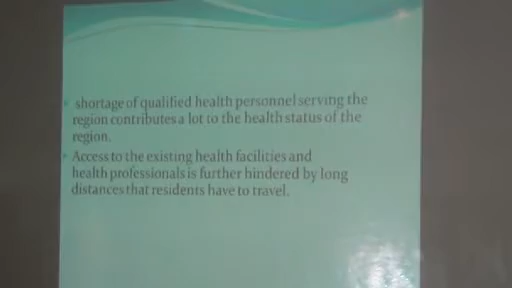 shortage of qualified health personnel serving the
region contributes a lot to the health status of the
region.
Access to the existing health facilities and
health professionals is further hindered by long
distances that residents have to travel.